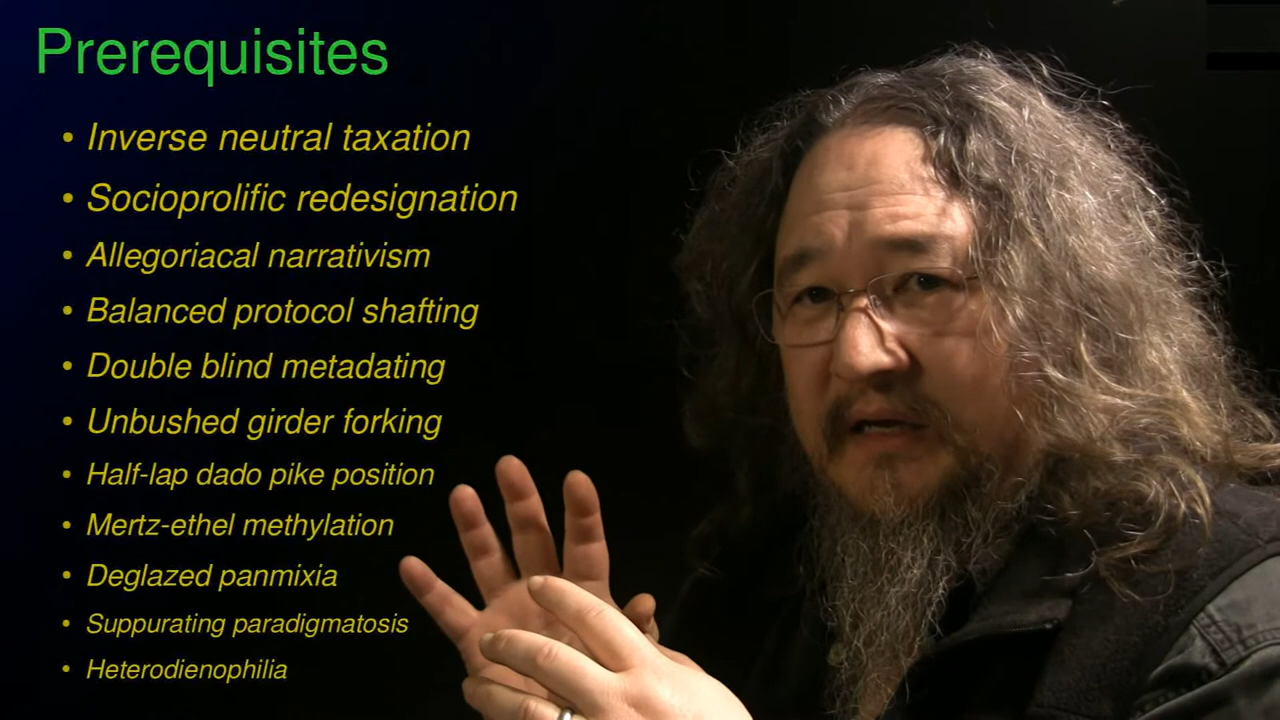 Prerequisites
• Inverse neutral taxation
• Socioprolific redesignation
• Allegoriacal narrativism
• Balanced protocol shafting
• Double blind metadating
• Unbushed girder forking
• Half-lap dado pike position
• Mertz-ethel methylation
• Deglazed panmixia
• Suppurating paradigmatosis
• Heterodienophilia